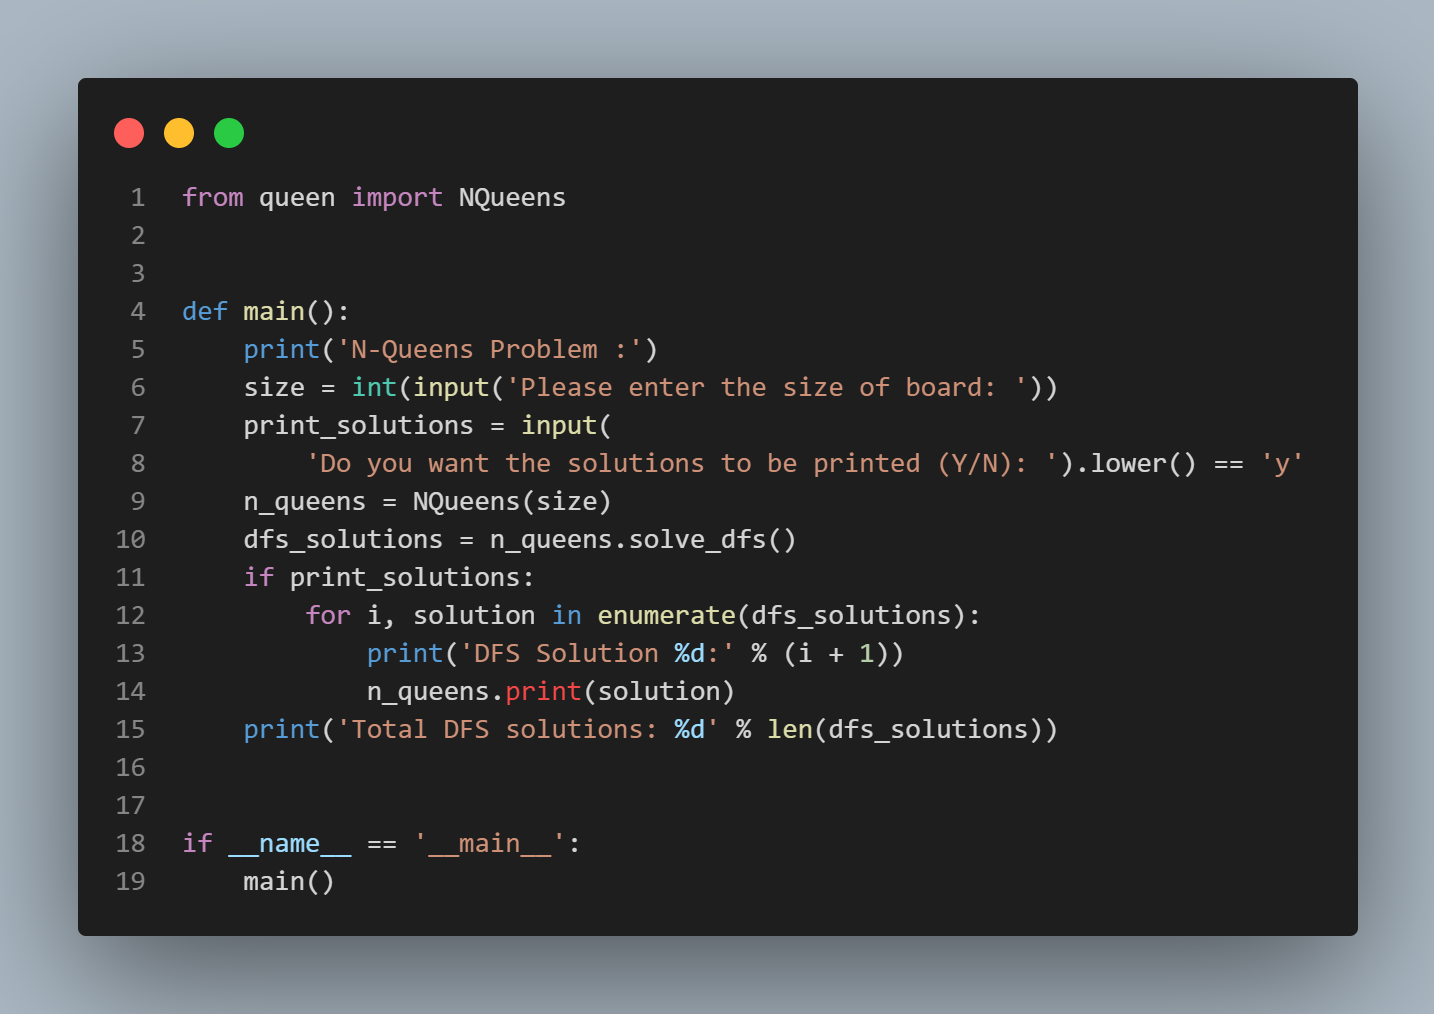 1 from queen import NQueens
2
3
4 def main():
5     print('N-Queens Problem :')
6     size = int(input('Please enter the size of board: '))
7     print_solutions = input(
8         'Do you want the solutions to be printed (Y/N): ').lower() == 'y'
9     n_queens = NQueens(size)
10     dfs_solutions = n_queens.solve_dfs()
11     if print_solutions:
12         for i, solution in enumerate(dfs_solutions):
13             print('DFS Solution %d:' % (i + 1))
14             n_queens.print(solution)
15     print('Total DFS solutions: %d' % len(dfs_solutions))
16
17
18 if __name__ == '__main__':
19     main()